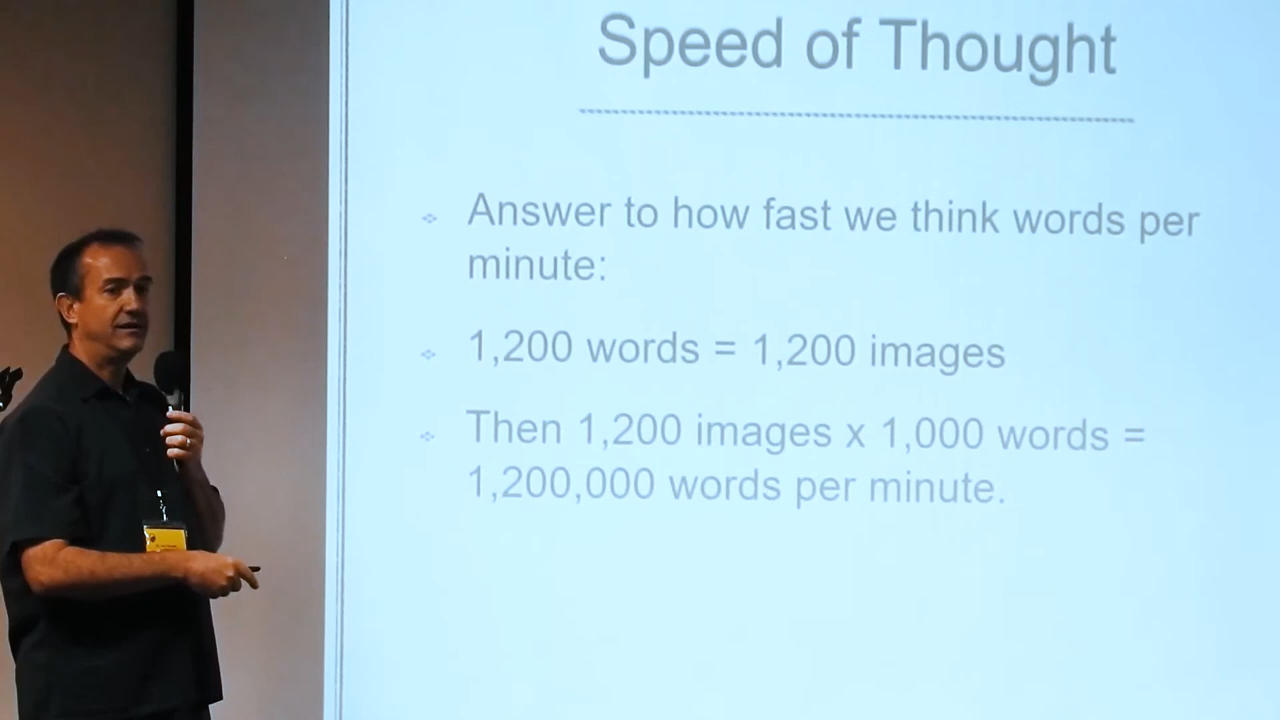 Speed of Thought
Answer to how fast we think words per
minute:
1,200 words = 1,200 images
Then 1,200 images x 1,000 words =
1,200,000 words per minute.